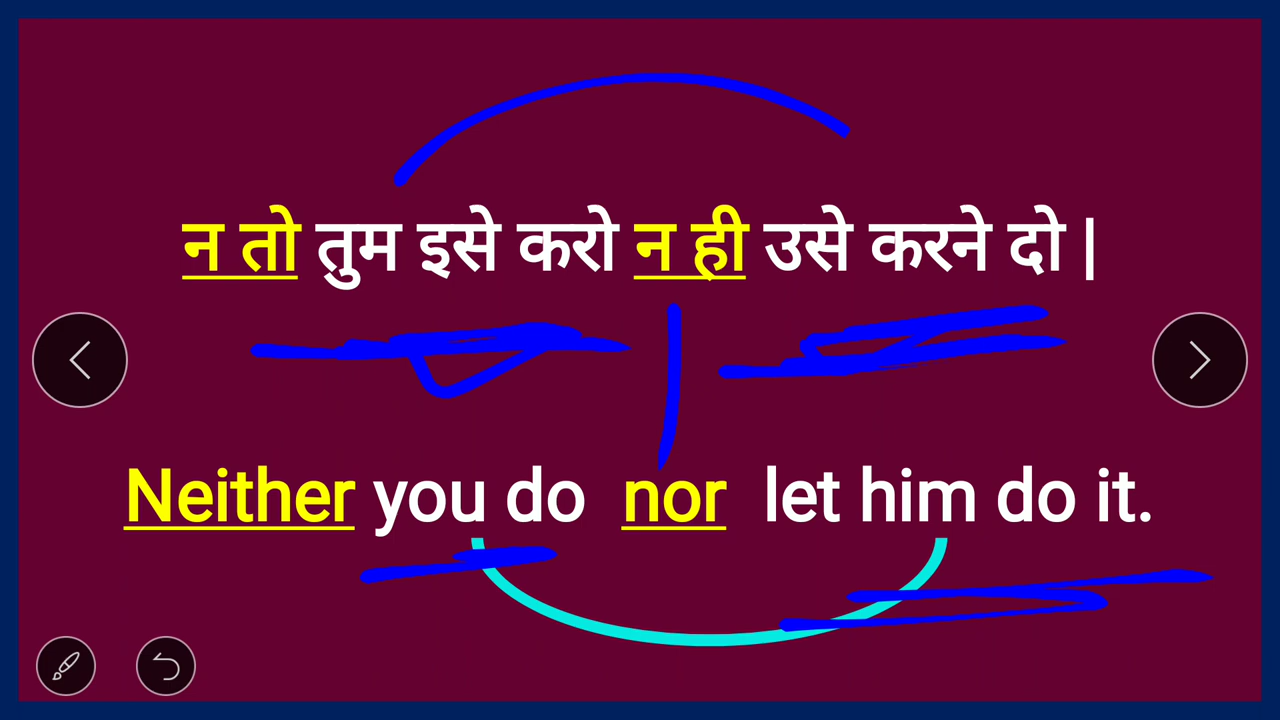 न तो तुम इसे करो न ही उसे करने दो |
Neither you do nor let him do it.